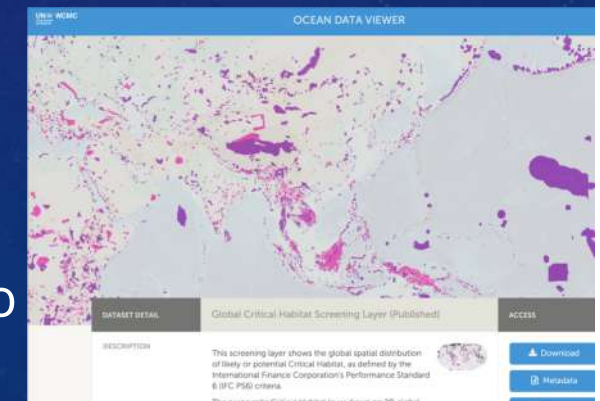 UN WCMC
OCEAN DATA VIEWER
o
DATASET DETAIL
Global Critical Habitat Screening Layer (Published)
ACCESS
DESCRIPTION
This screening layer shows the global spatial distribution
of likely or potential Critical Habitat, as defined by the
International Finance Corporation's Performance Standard
6 (IFC PS6) criteria.
Download
Metadata